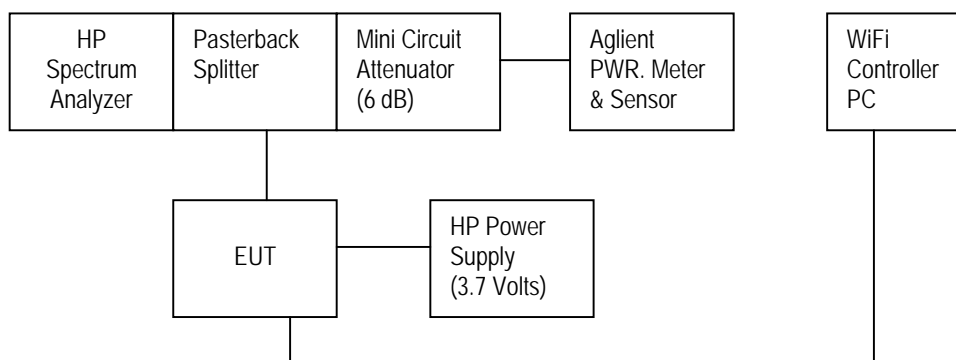 HP
Spectrum
Analyzer
Pasterback
Splitter
Mini Circuit
Attenuator
(6 dB)
Aglient
PWR. Meter
& Sensor
WiFi
Controller
PC
EUT
HP Power
Supply
(3.7 Volts)